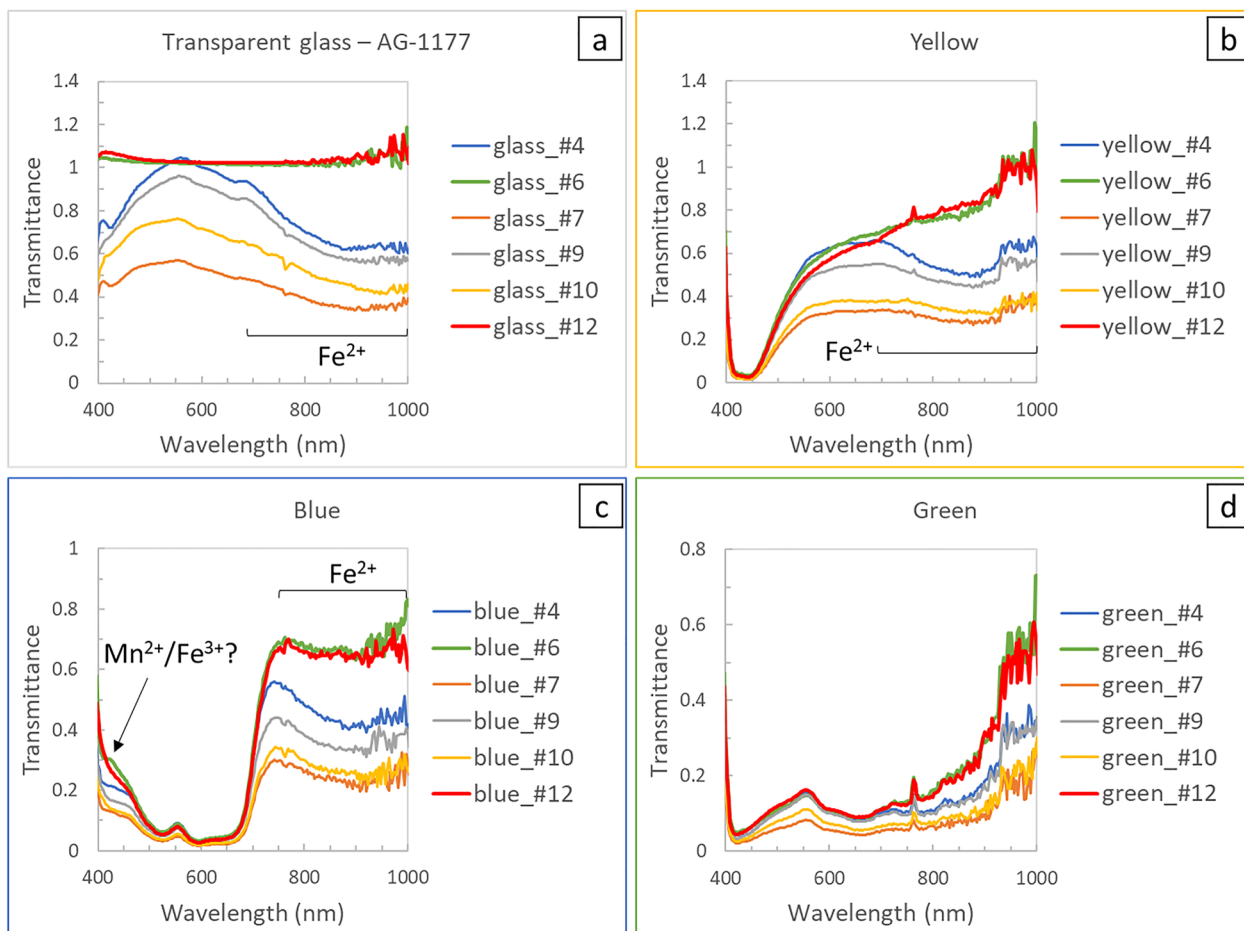 Transparent glass – AG-1177
a
Transmittance
1.4
1.2
1
0.8
0.6
0.4
0.2
0
400
600
800
1000
Wavelength (nm)
Fe²⁺
glass_#4
glass_#6
glass_#7
glass_#9
glass_#10
glass_#12
Yellow
b
Transmittance
1.4
1.2
1
0.8
0.6
0.4
0.2
0
400
600
800
1000
Wavelength (nm)
Fe²⁺
yellow_#4
yellow_#6
yellow_#7
yellow_#9
yellow_#10
yellow_#12
Blue
c
Transmittance
1
0.8
0.6
0.4
0.2
0
400
600
800
1000
Wavelength (nm)
Fe²⁺
Mn²⁺/Fe³⁺?
blue_#4
blue_#6
blue_#7
blue_#9
blue_#10
blue_#12
Green
d
Transmittance
0.8
0.6
0.4
0.2
0
400
600
800
1000
Wavelength (nm)
green_#4
green_#6
green_#7
green_#9
green_#10
green_#12